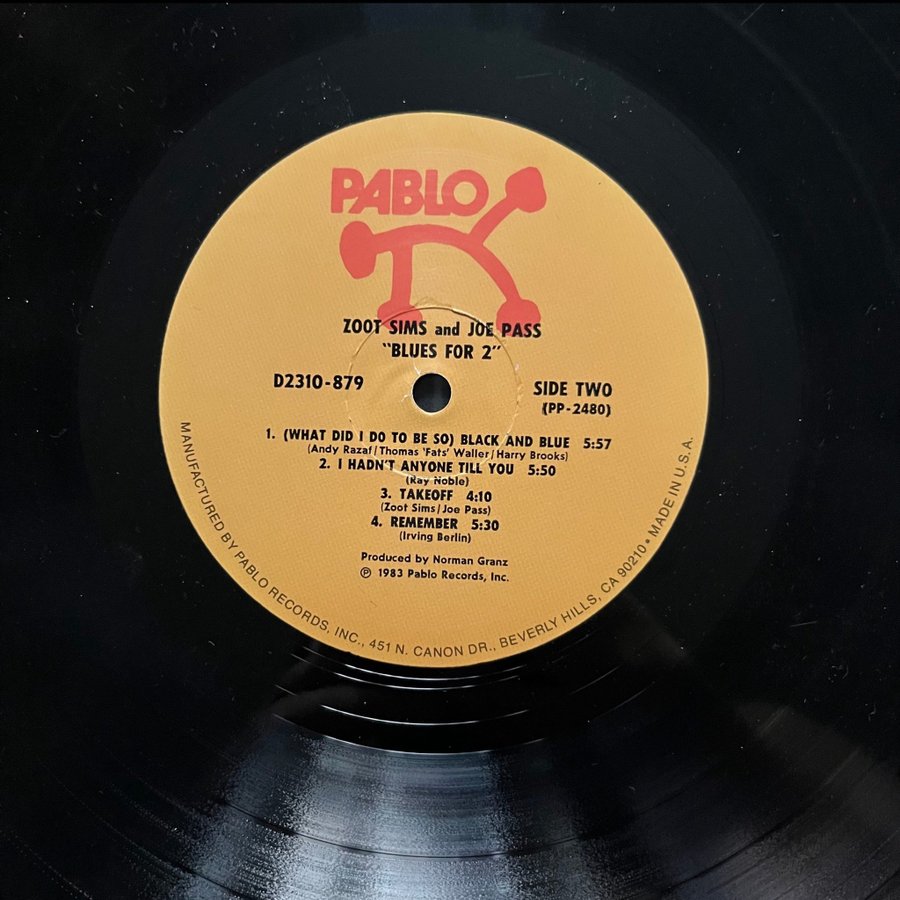 PABLO
ZOOT SIMS and JOE PASS
"BLUES FOR 2"
D2310-879
SIDE TWO
(PP-2480)
1. (WHAT DID I DO TO BE SO) BLACK AND BLUE 5:57
(Andy Razaf/Thomas 'Fats' Waller/Harry Brooks)
2. I HADN'T ANYONE TILL YOU 5:50
(Ray Noble)
3. TAKEOFF 4:10
(Zoot Sims/Joe Pass)
4. REMEMBER 5:30
(Irving Berlin)
Produced by Norman Granz
℗ 1983 Pablo Records, Inc.
MANUFACTURED BY PABLO RECORDS, INC., 451 N. CANON DR., BEVERLY HILLS, CA 90210 • MADE IN U.S.A.